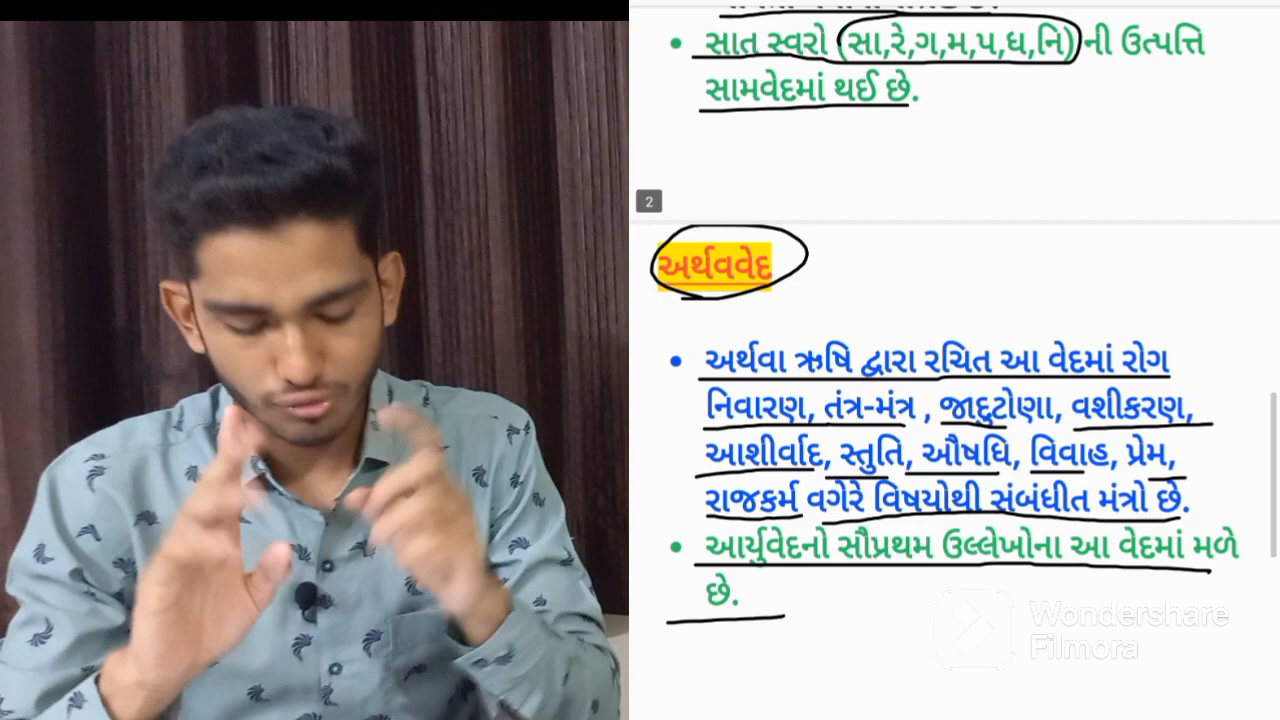 સાત સ્વરો (સા,રે,ગ,મ,પ,ધ,નિ) ની ઉત્પત્તિ
સામવેદમાં થઈ છે.
2
અર્થવવેદ
અર્થવા ઋષિ દ્વારા રચિત આ વેદમાં રોગ
નિવારણ, તંત્ર-મંત્ર , જાદુટોણા, વશીકરણ,
આશીર્વાદ, સ્તુતિ, ઔષધિ, વિવાહ, પ્રેમ,
રાજકર્મ વગેરે વિષયોથી સંબંધીત મંત્રો છે.
આર્યુવેદનો સૌપ્રથમ ઉલ્લેખોના આ વેદમાં મળે
છે.
Wondershare
Filmora